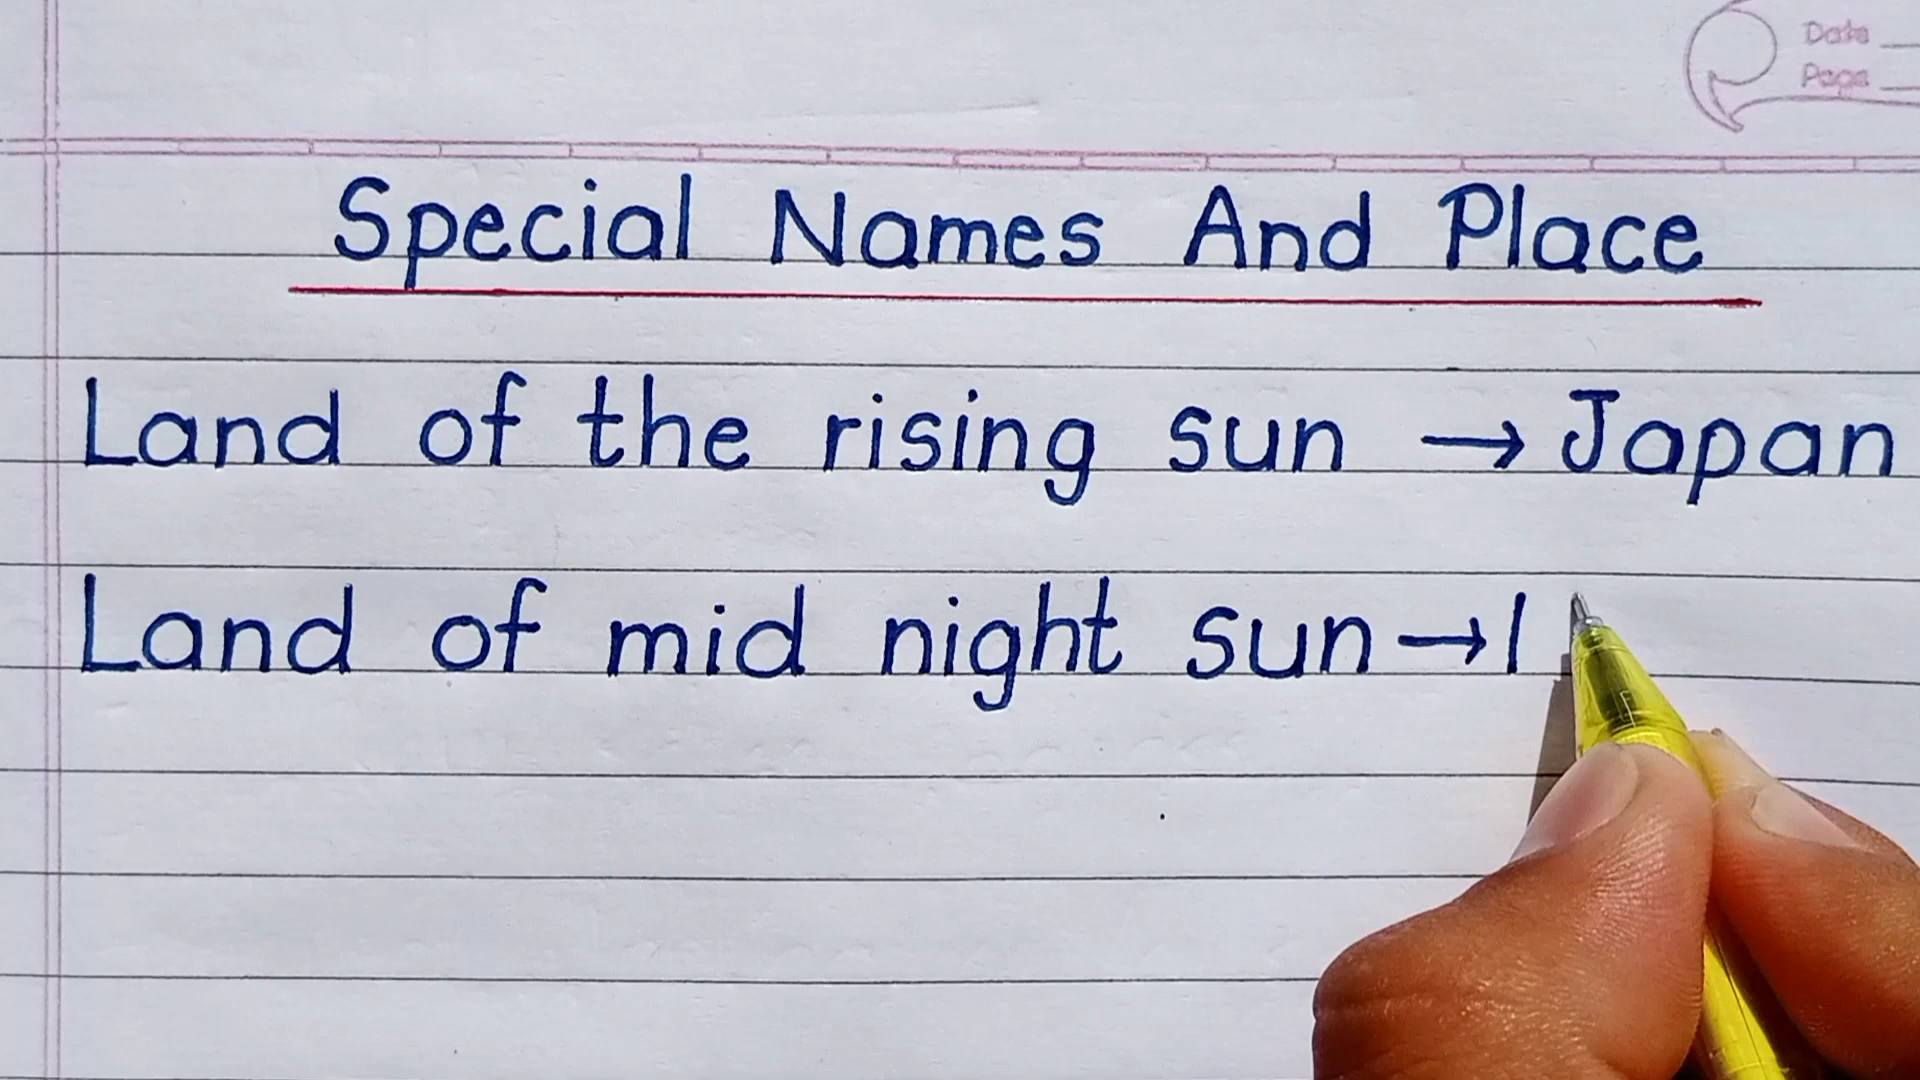 Date
Page
Special Names And Place
Land of the rising sun → Japan
Land of mid night sun→